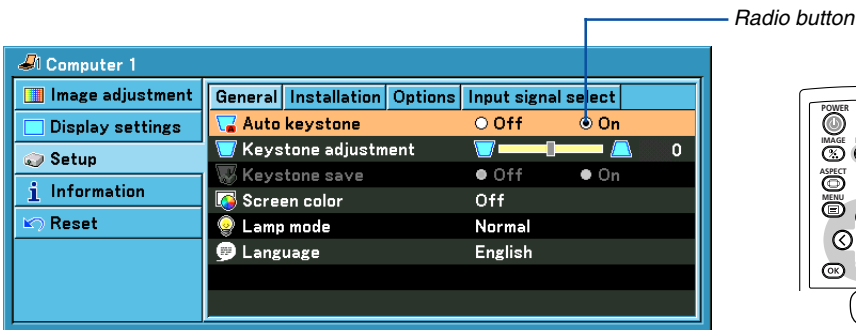 Radio button
Computer 1
Image adjustment
Display settings
Setup
Information
Reset
General Installation Options Input signal select
Auto keystone Off On
Keystone adjustment 0
Keystone save Off On
Screen color Off
Lamp mode Normal
Language English
POWER
IMAGE
ASPECT
MENU
OK